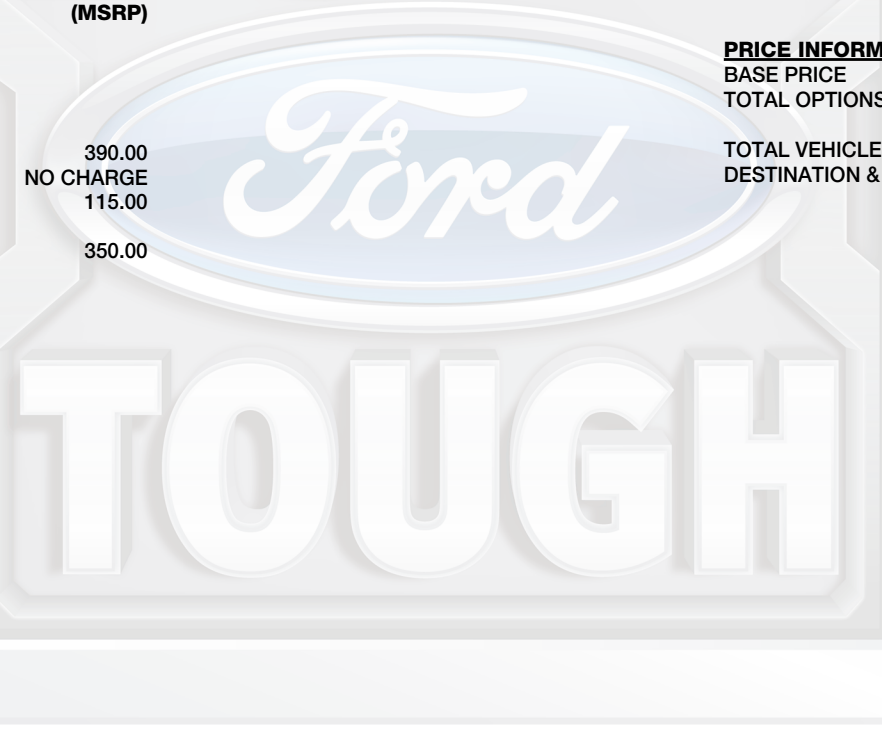 (MSRP)
390.00
NO CHARGE
115.00
350.00
PRICE INFORM
BASE PRICE
TOTAL OPTIONS
TOTAL VEHICLE
DESTINATION &
Ford
TOUGH